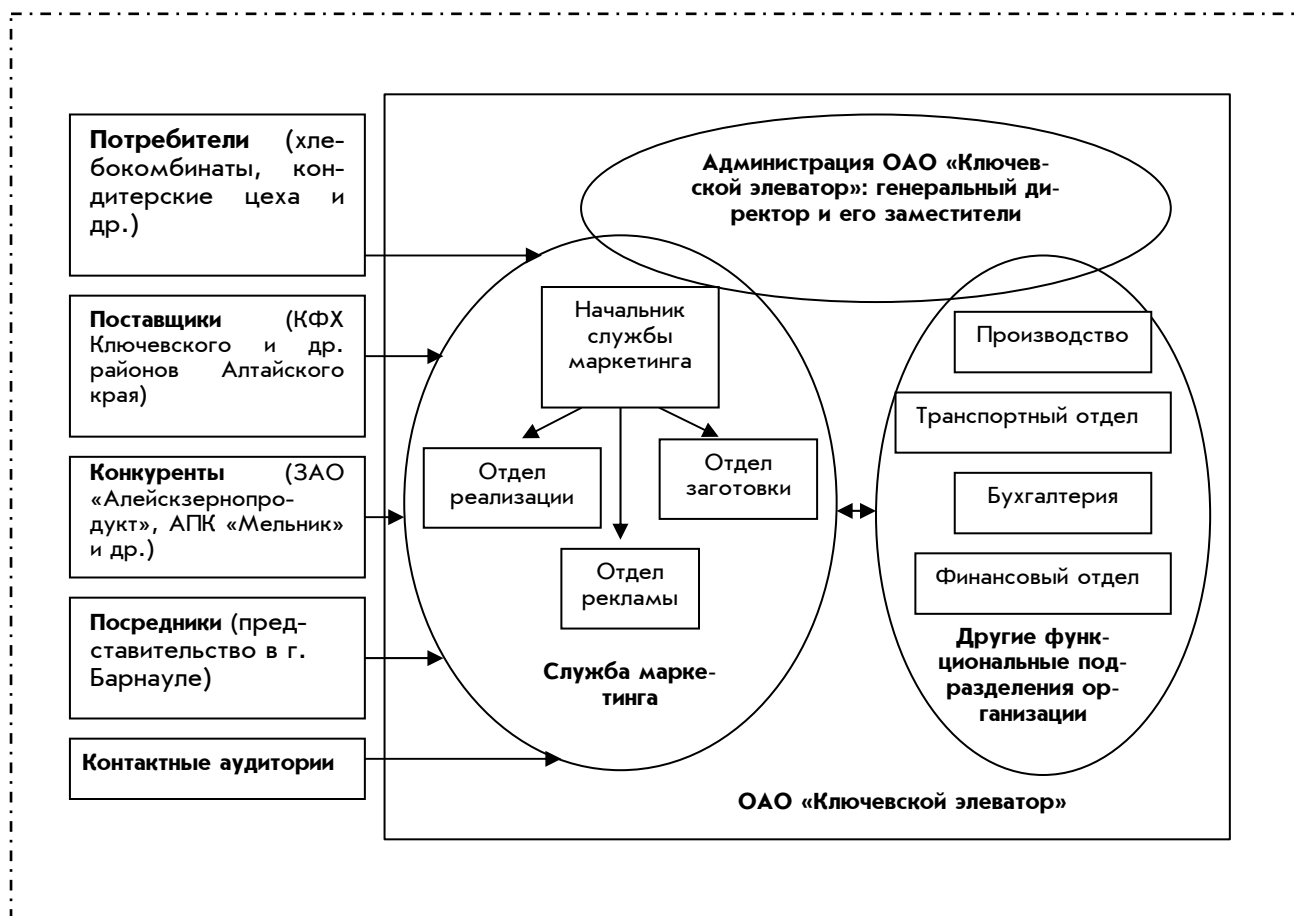 Потребители (хле-
бокомбинаты, кон-
дитерские цеха и
др.)
Поставщики (КФХ
Ключевского и др.
районов Алтайского
края)
Конкуренты (ЗАО
«Алейскзернопро-
дукт», АПК «Мельник»
и др.)
Посредники (пред-
ставительство в г.
Барнауле)
Контактные аудитории
Администрация ОАО «Ключев-
ской элеватор»: генеральный ди-
ректор и его заместители
Начальник
службы
маркетинга
Отдел
реализации
Отдел
заготовки
Отдел
рекламы
Служба марке-
тинга
Производство
Транспортный отдел
Бухгалтерия
Финансовый отдел
Другие функ-
циональные под-
разделения ор-
ганизации
ОАО «Ключевской элеватор»